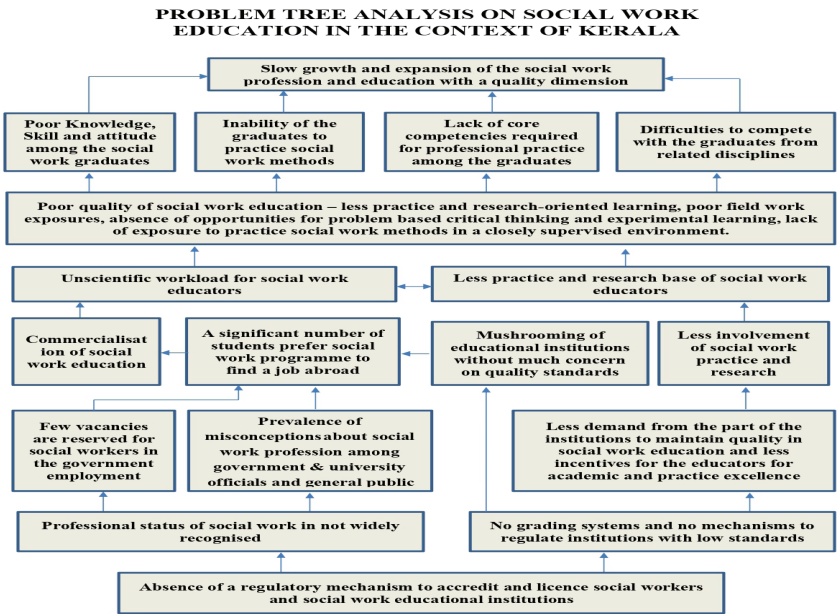 PROBLEM TREE ANALYSIS ON SOCIAL WORK
EDUCATION IN THE CONTEXT OF KERALA
Slow growth and expansion of the social work
profession and education with a quality dimension
Poor Knowledge,
Skill and attitude
among the social
work graduates
Inability of the
graduates to
practice social
work methods
Lack of core
competencies required
for professional practice
among the graduates
Difficulties to compete
with the graduates from
related disciplines
Poor quality of social work education – less practice and research-oriented learning, poor field work
exposures, absence of opportunities for problem based critical thinking and experimental learning, lack
of exposure to practice social work methods in a closely supervised environment.
Unscientific workload for social work
educators
Less practice and research base of social work
educators
Commercialisat
ion of social
work education
A significant number of
students prefer social
work programme to
find a job abroad
Mushrooming of
educational institutions
without much concern
on quality standards
Less involvement
of social work
practice and
research
Few vacancies
are reserved for
social workers in
the government
employment
Prevalence of
misconceptions about social
work profession among
government & university
officials and general public
Less demand from the part of the
institutions to maintain quality in
social work education and less
incentives for the educators for
academic and practice excellence
Professional status of social work in not widely
recognised
No grading systems and no mechanisms to
regulate institutions with low standards
Absence of a regulatory mechanism to accredit and licence social workers
and social work educational institutions